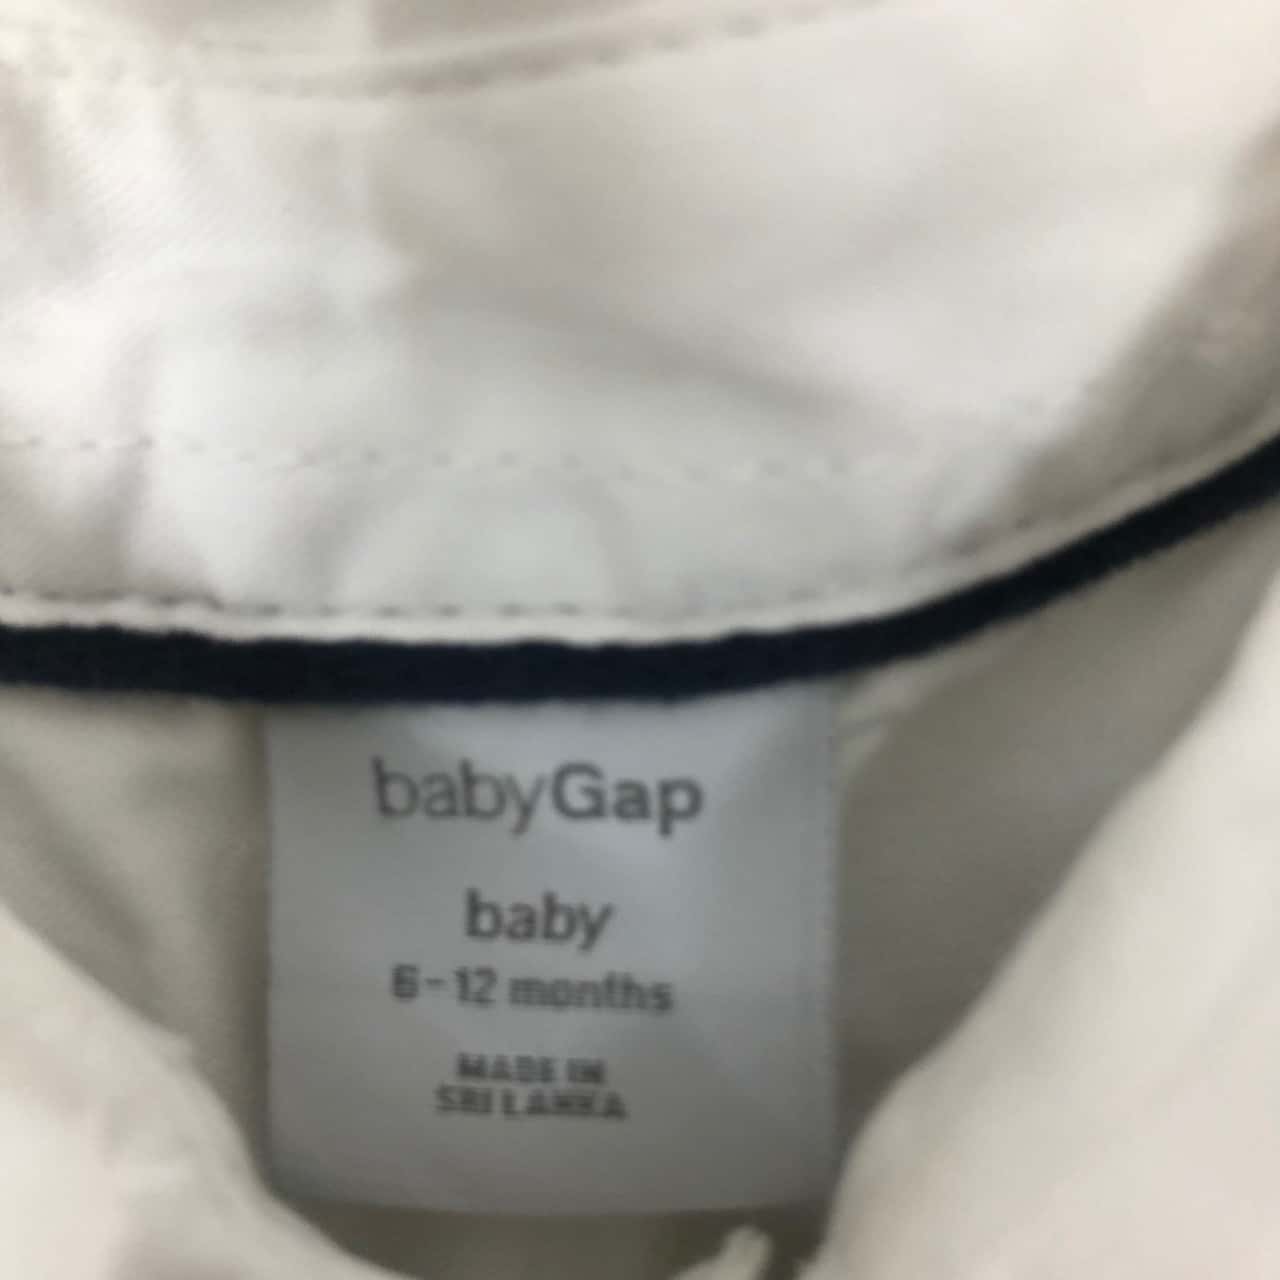 babyGap
baby
6-12 months
MADE IN
SRI LANKA